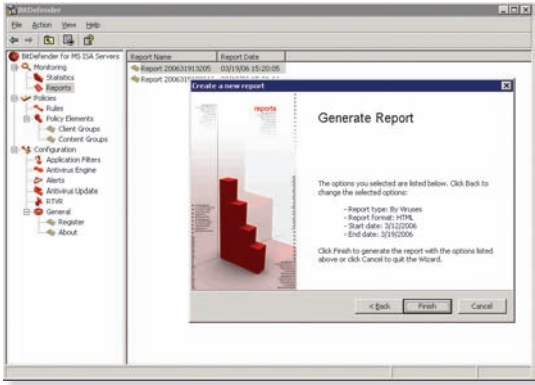 BitDefender
File Action View Help
BitDefender for MS ISA Servers
Monitoring
Statistics
Reports
Policies
Rules
Policy Elements
Client Groups
Content Groups
Configuration
Application Filters
Antivirus Engine
Alerts
Antivirus Update
RTVR
General
Register
About
Report Name Report Date
Report 200631913205 03/19/06 15:20:05
Report
Create a new report
reports
Generate Report
The options you selected are listed below. Click Back to
change the selected options:
- Report type: By Viruses
- Report format: HTML
- Start date: 3/12/2006
- End date: 3/19/2006
Click Finish to generate the report with the options listed
above or click Cancel to quit the Wizard.
< Back Finish Cancel